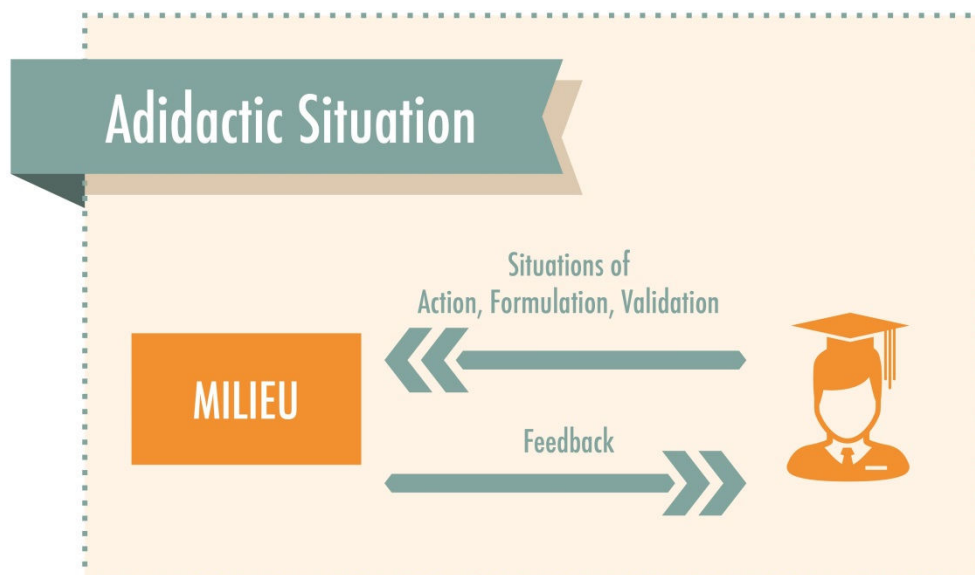 Adidactic Situation
Situations of
Action, Formulation, Validation
MILIEU
Feedback